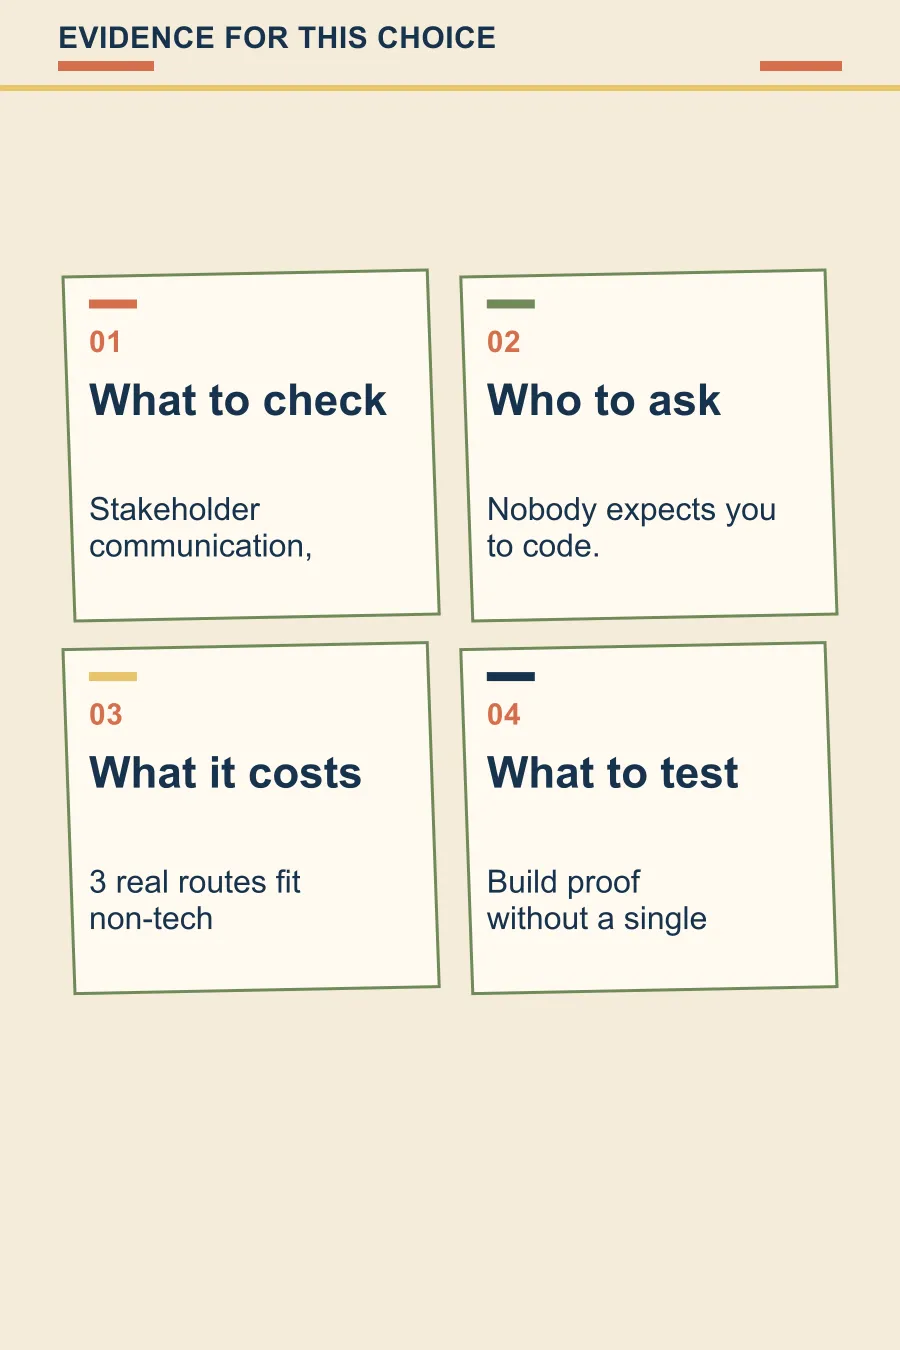 EVIDENCE FOR THIS CHOICE
01
What to check
Stakeholder
communication,
02
Who to ask
Nobody expects you
to code.
03
What it costs
3 real routes fit
non-tech
04
What to test
Build proof
without a single